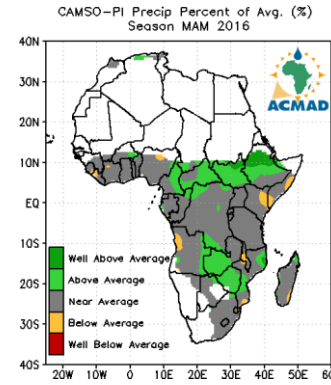 CAMSO-PI Precip Percent of Avg. (%)
Season MAM 2016
40N
30N
20N
10N
EQ
10S
20S
30S
40S
ACMAD
Well Above Average
Above Average
Near Average
Below Average
Well Below Average
20W 10W 0 10E 20E 30E 40E 50E 60E